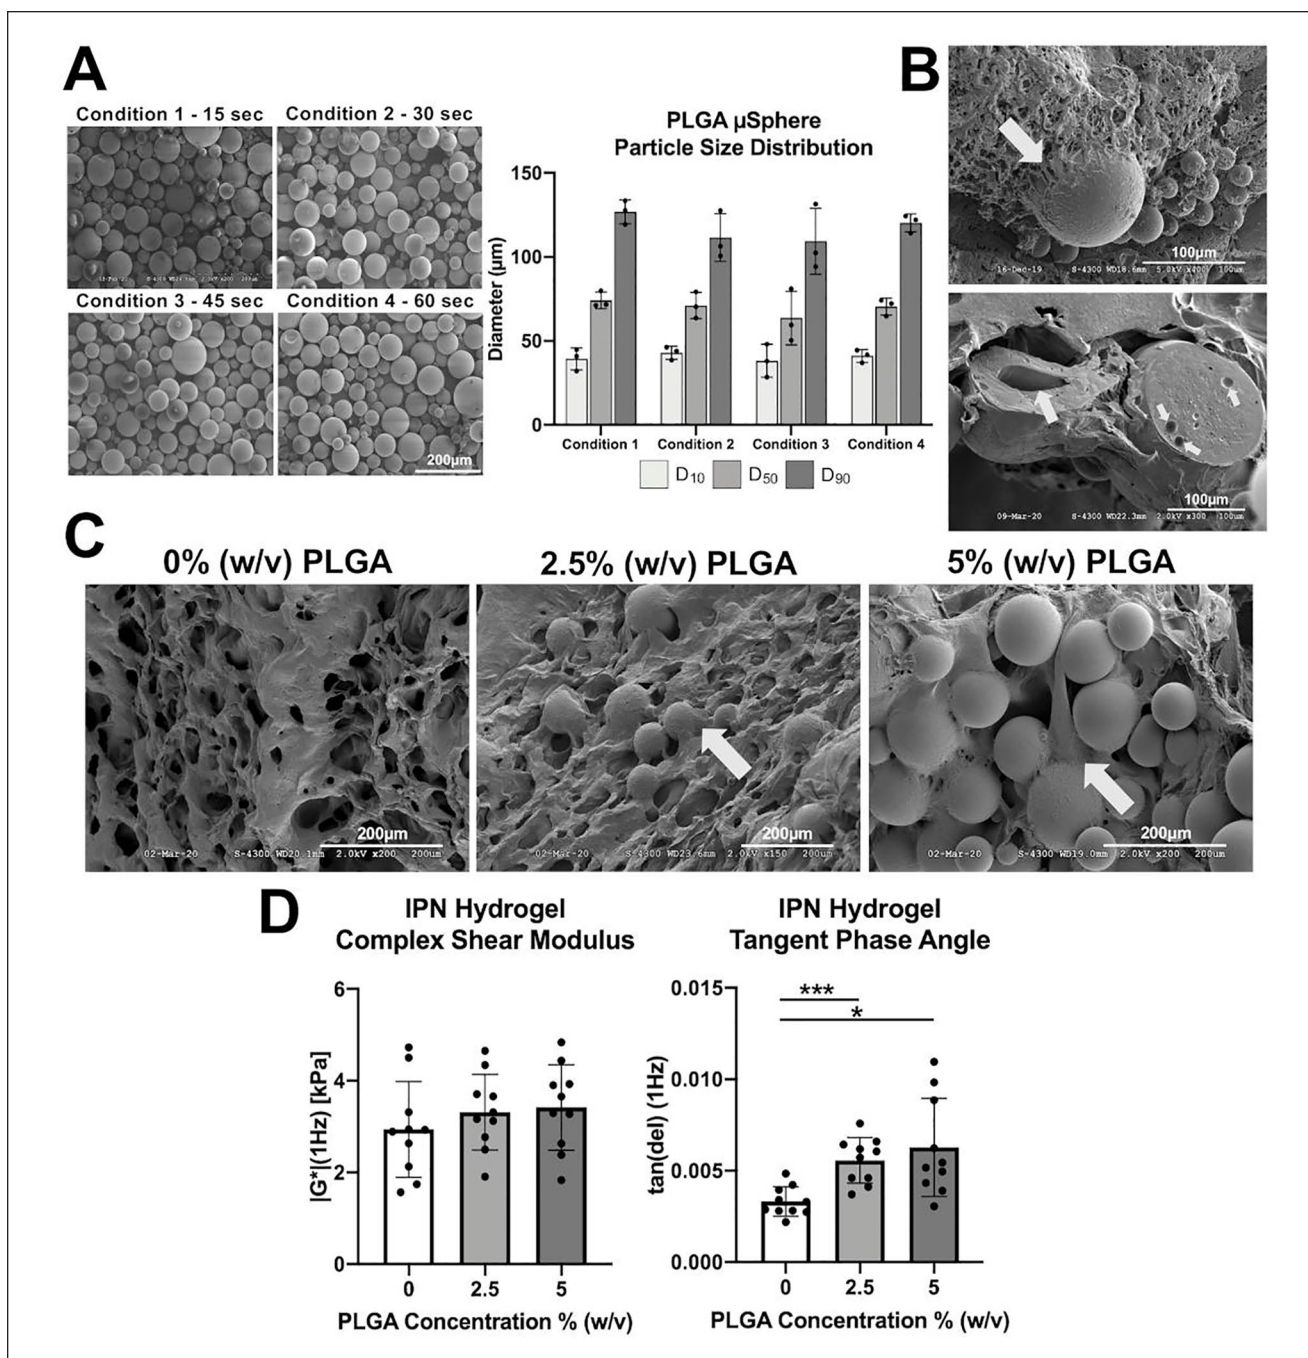 A
Condition 1 - 15 sec
Condition 2 - 30 sec
Condition 3 - 45 sec
Condition 4 - 60 sec
200µm
PLGA µSphere
Particle Size Distribution
Diameter (µm)
150
100
50
0
Condition 1
Condition 2
Condition 3
Condition 4
D10
D50
D90
B
100µm
16-Dec-19 S-4300 WD18.6mm 5.0kV x400 100um
100µm
09-Mar-20 S-4300 WD22.3mm 2.0kV x300 100um
C
0% (w/v) PLGA
2.5% (w/v) PLGA
5% (w/v) PLGA
200µm
02-Mar-20 S-4300 WD20.1mm 2.0kV x200 200um
200µm
02-Mar-20 S-4300 WD23.6mm 2.0kV x150 200um
200µm
02-Mar-20 S-4300 WD19.0mm 2.0kV x200 200um
D
IPN Hydrogel
Complex Shear Modulus
|G*|(1Hz) [kPa]
6
4
2
0
0
2.5
5
PLGA Concentration % (w/v)
IPN Hydrogel
Tangent Phase Angle
tan(del) (1Hz)
0.015
0.010
0.005
0.000
***
*
0
2.5
5
PLGA Concentration % (w/v)